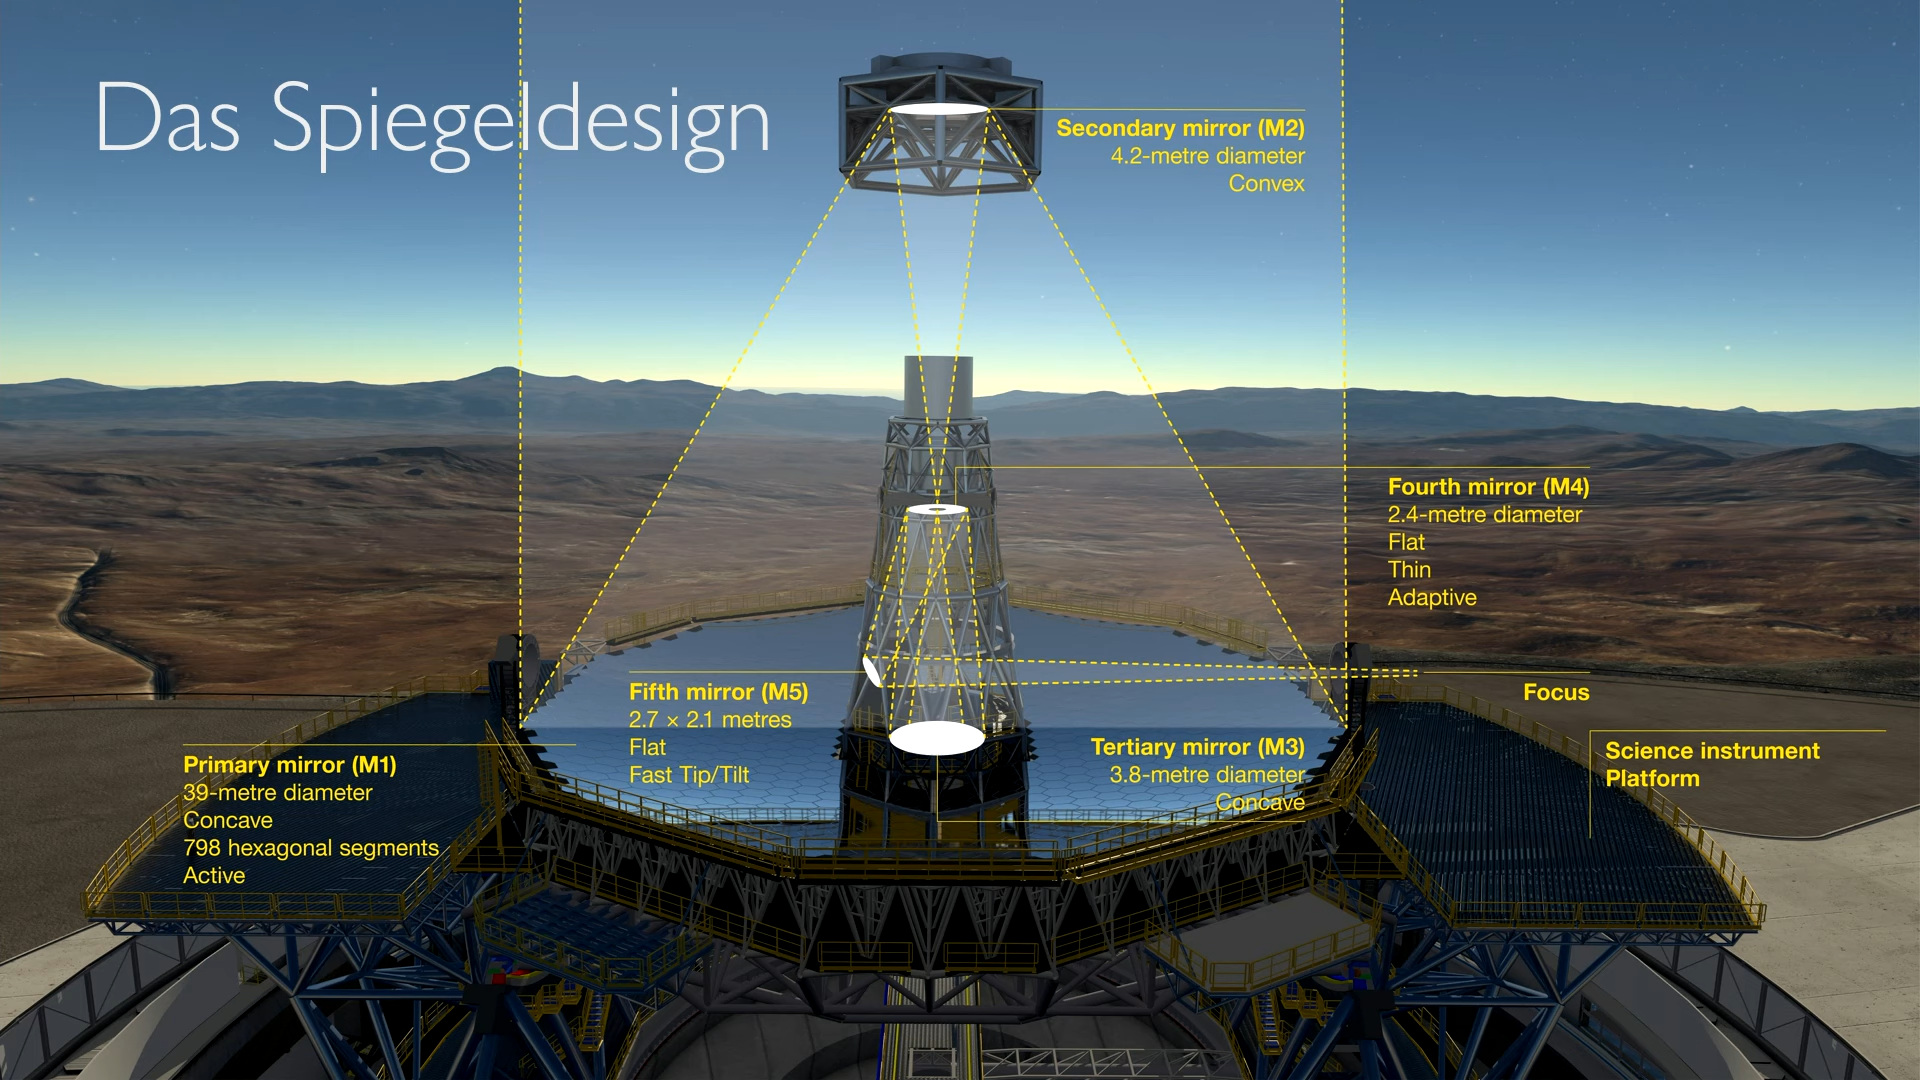 Das Spiegeldesign
Secondary mirror (M2)
4.2-metre diameter
Convex
Fourth mirror (M4)
2.4-metre diameter
Flat
Thin
Adaptive
Fifth mirror (M5)
2.7 × 2.1 metres
Flat
Fast Tip/Tilt
Focus
Tertiary mirror (M3)
3.8-metre diameter
Concave
Science instrument
Platform
Primary mirror (M1)
39-metre diameter
Concave
798 hexagonal segments
Active